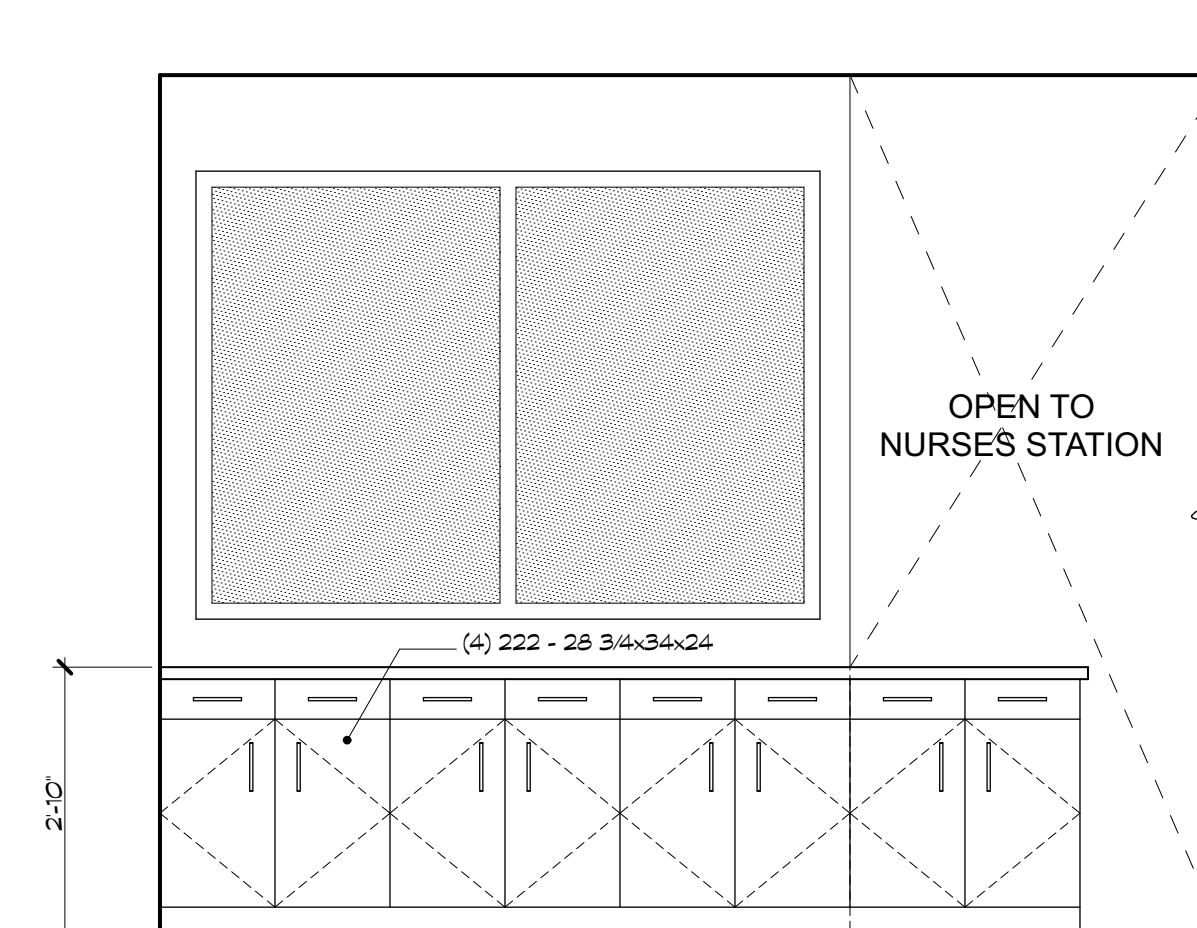 OPEN TO
NURSES STATION
(4) 222 - 28 3/4x34x24
2'-10"